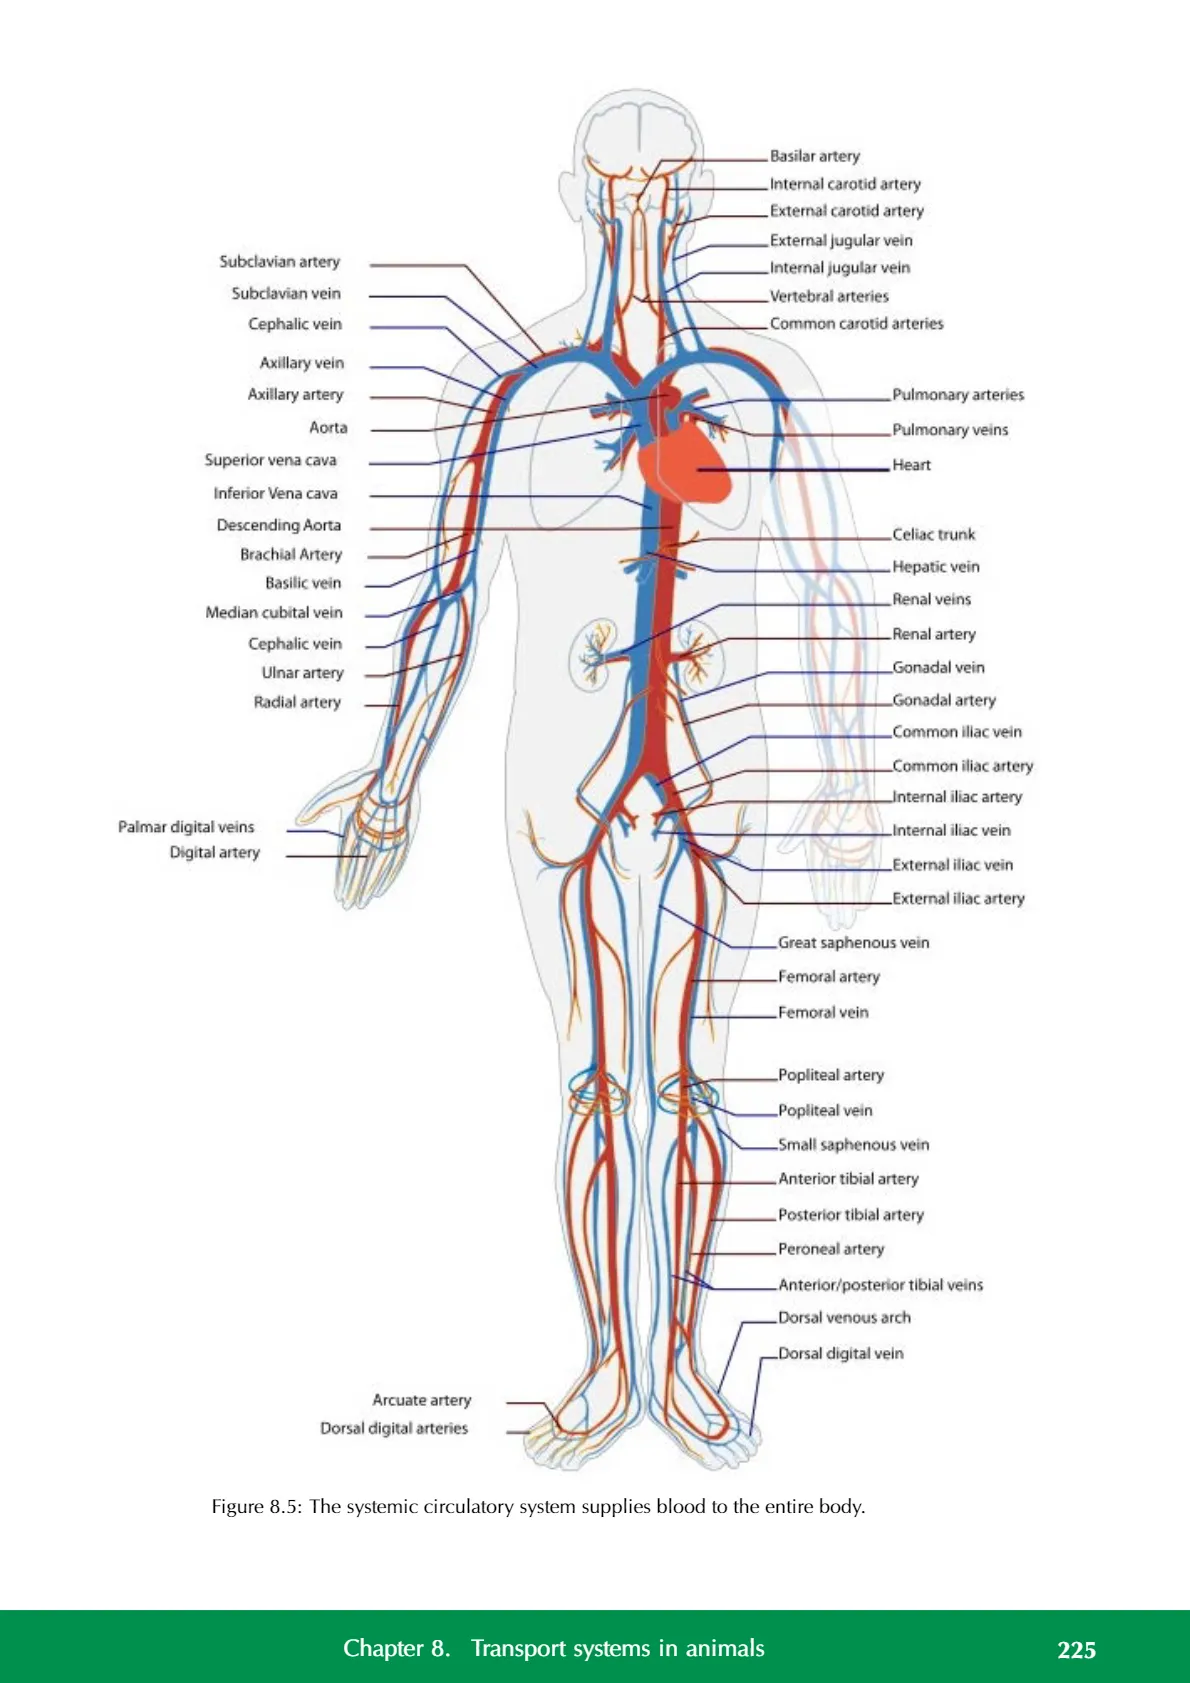 Basilar artery
Internal carotid artery
External carotid artery
External jugular vein
Internal jugular vein
Vertebral arteries
Common carotid arteries
Subclavian artery
Subclavian vein
Cephalic vein
Axillary vein
Axillary artery
Aorta
Superior vena cava
Inferior Vena cava
Descending Aorta
Brachial Artery
Basilic vein
Median cubital vein
Cephalic vein
Ulnar artery
Radial artery
Palmar digital veins
Digital artery
Pulmonary arteries
Pulmonary veins
Heart
Celiac trunk
Hepatic vein
Renal veins
Renal artery
Gonadal vein
Gonadal artery
Common iliac vein
Common iliac artery
Internal iliac artery
Internal iliac vein
External iliac vein
External iliac artery
Great saphenous vein
Femoral artery
Femoral vein
Popliteal artery
Popliteal vein
Small saphenous vein
Anterior tibial artery
Posterior tibial artery
Peroneal artery
Anterior/posterior tibial veins
Dorsal venous arch
Dorsal digital vein
Arcuate artery
Dorsal digital arteries
Figure 8.5: The systemic circulatory system supplies blood to the entire body.
Chapter 8. Transport systems in animals 225